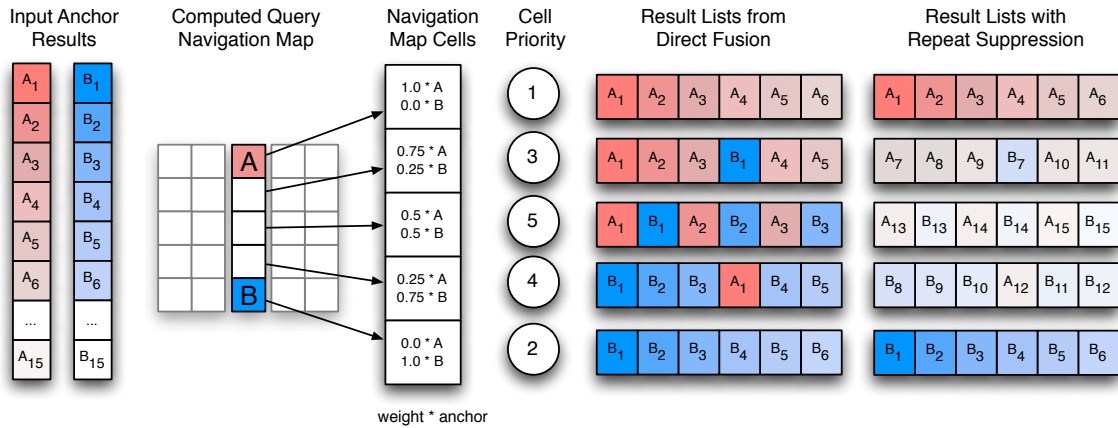 Input Anchor Results
Computed Query Navigation Map
Navigation Map Cells
Cell Priority
Result Lists from Direct Fusion
Result Lists with Repeat Suppression
A1 B1
A2 B2
A3 B3
A4 B4
A5 B5
A6 B6
... ...
A15 B15
A
B
1.0 * A
0.0 * B
0.75 * A
0.25 * B
0.5 * A
0.5 * B
0.25 * A
0.75 * B
0.0 * A
1.0 * B
weight * anchor
1
3
5
4
2
A1 A2 A3 A4 A5 A6
A1 A2 A3 B1 A4 A5
A1 B1 A2 B2 A3 B3
B1 B2 B3 A1 B4 B5
B1 B2 B3 B4 B5 B6
A1 A2 A3 A4 A5 A6
A7 A8 A9 B7 A10 A11
A13 B13 A14 B14 A15 B15
B8 B9 B10 A12 B11 B12
B1 B2 B3 B4 B5 B6